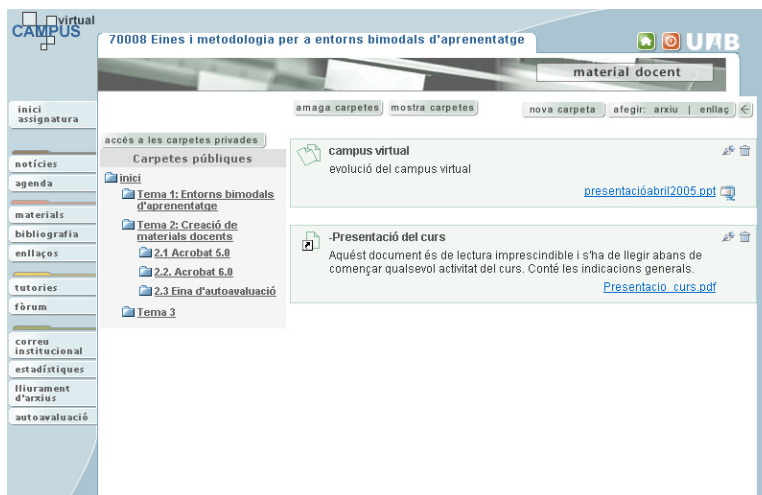 virtual
CAMPUS
70008 Eines i metodologia per a entorns bimodals d'aprenentatge
UAB
material docent
inici
assignatura
notícies
agenda
materials
bibliografia
enllaços
tutories
fòrum
correu
institucional
estadístiques
lliurament
d'arxius
autoavaluació
amaga carpetes
mostra carpetes
nova carpeta
afegir: arxiu | enllaç
accés a les carpetes privades
Carpetes públiques
inici
Tema 1: Entorns bimodals
d'aprenentatge
Tema 2: Creació de
materials docents
2.1 Acrobat 5.0
2.2. Acrobat 6.0
2.3 Eina d'autoavaluació
Tema 3
campus virtual
evolució del campus virtual
presentacióabril2005.ppt
-Presentació del curs
Aquést document és de lectura imprescindible i s'ha de llegir abans de
començar qualsevol activitat del curs. Conté les indicacions generals.
Presentacio_curs.pdf